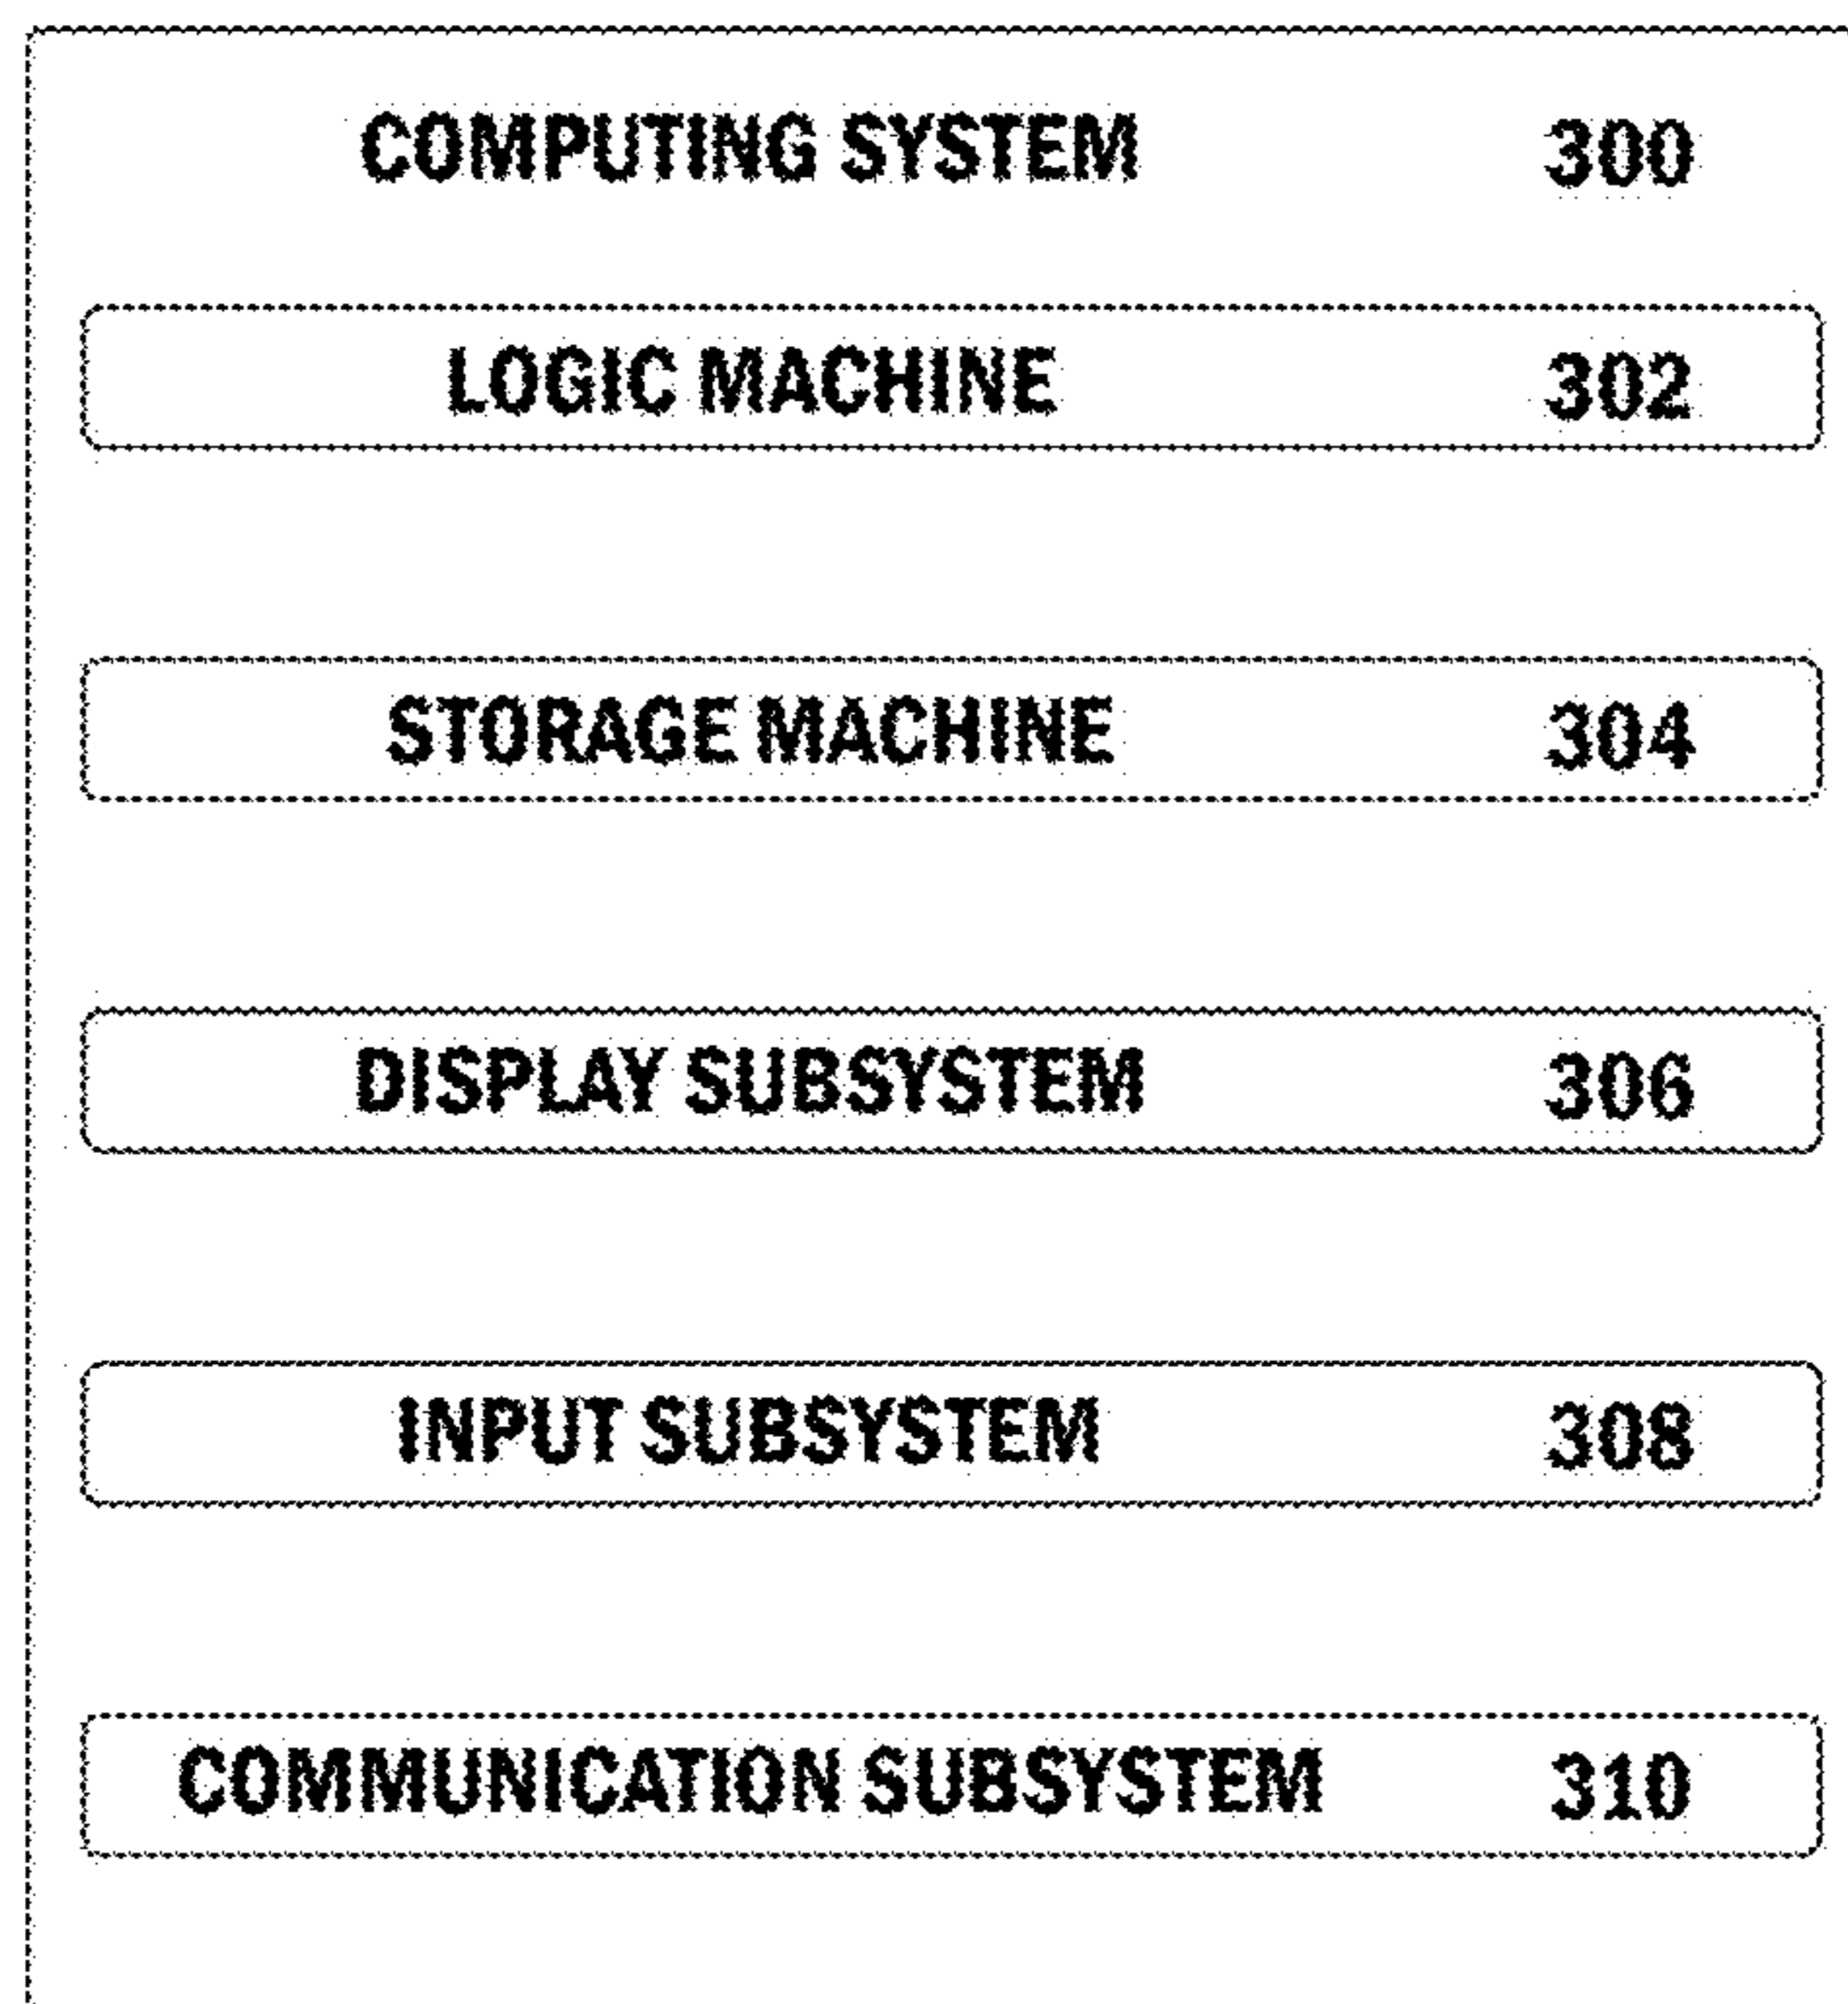 COMPUTING SYSTEM 300
LOGIC MACHINE 302
STORAGE MACHINE 304
DISPLAY SUBSYSTEM 306
INPUT SUBSYSTEM 308
COMMUNICATION SUBSYSTEM 310